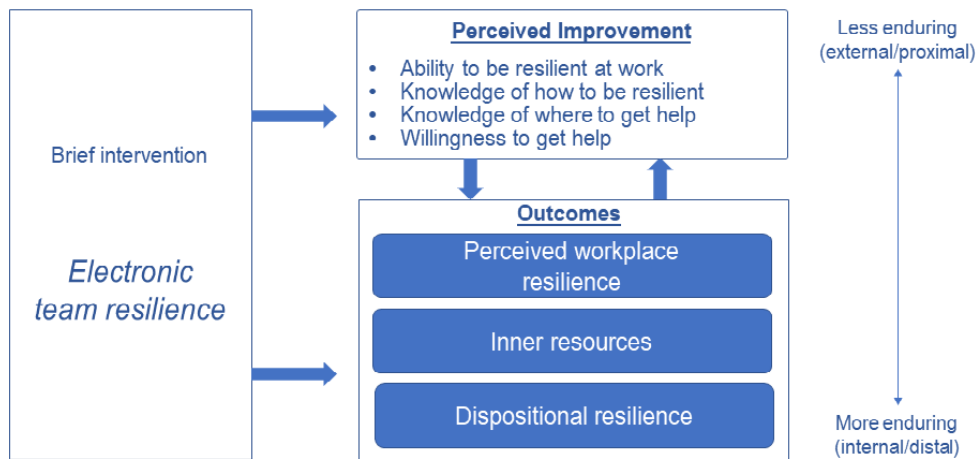 Brief intervention
Electronic
team resilience
Perceived Improvement
• Ability to be resilient at work
• Knowledge of how to be resilient
• Knowledge of where to get help
• Willingness to get help
Outcomes
Perceived workplace
resilience
Inner resources
Dispositional resilience
Less enduring
(external/proximal)
More enduring
(internal/distal)